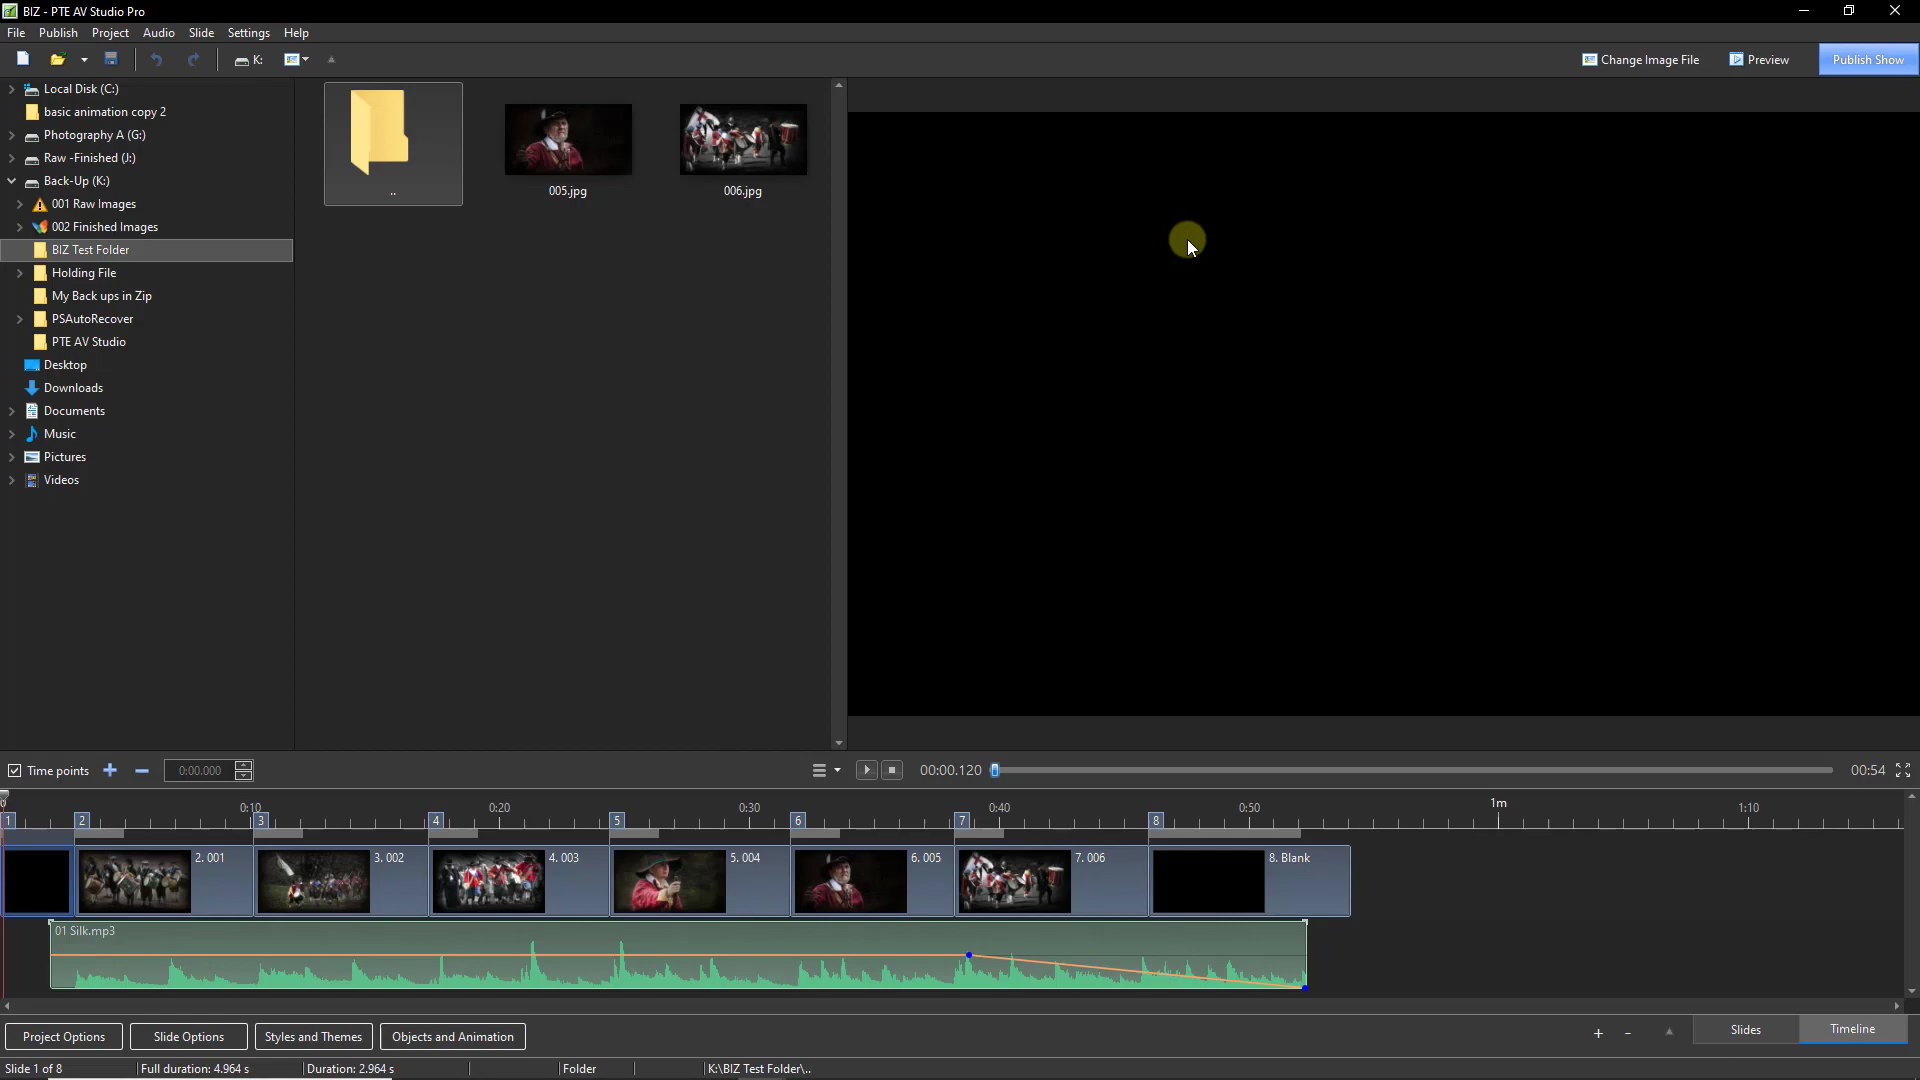 BIZ - PTE AV Studio Pro
File Publish Project Audio Slide Settings Help
K: Change Image File Preview Publish Show
Local Disk (C:)
basic animation copy 2
Photography A (G:)
Raw -Finished (J:)
Back-Up (K:)
001 Raw Images
002 Finished Images
BIZ Test Folder
Holding File
My Back ups in Zip
PSAutoRecover
PTE AV Studio
Desktop
Downloads
Documents
Music
Pictures
Videos
.. 005.jpg 006.jpg
Time points 0:00.000 00:00.120 00:54
0:10 0:20 0:30 0:40 0:50 1m 1:10
1 2 3 4 5 6 7 8
2. 001 3. 002 4. 003 5. 004 6. 005 7. 006 8. Blank
01 Silk.mp3
Project Options Slide Options Styles and Themes Objects and Animation + - Slides Timeline
Slide 1 of 8 Full duration: 4.964 s Duration: 2.964 s Folder K:\BIZ Test Folder\..